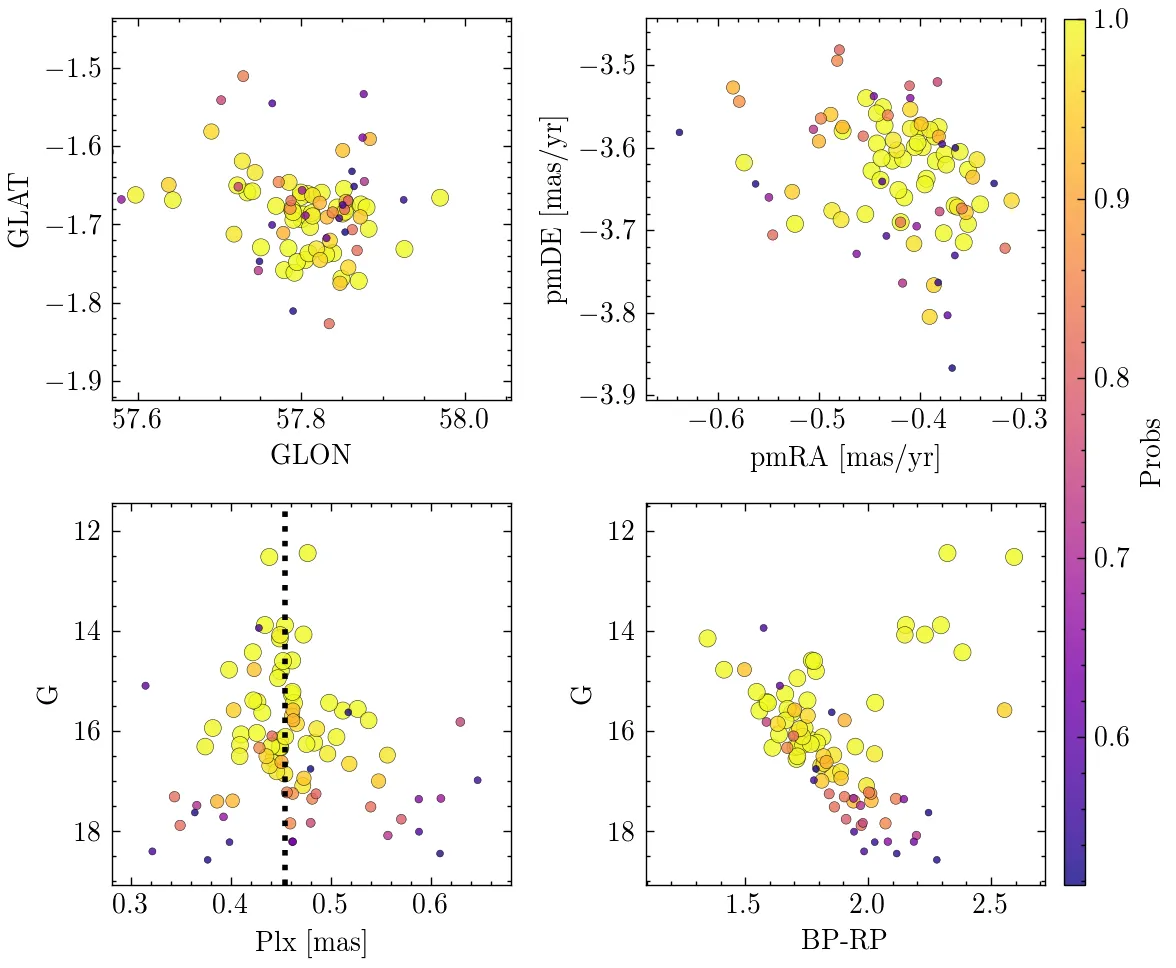 −1.5
−1.6
−1.7
−1.8
−1.9
GLAT
57.6 57.8 58.0
GLON
−3.5
−3.6
−3.7
−3.8
−3.9
pmDE [mas/yr]
−0.6 −0.5 −0.4 −0.3
pmRA [mas/yr]
12
14
16
18
G
0.3 0.4 0.5 0.6
Plx [mas]
12
14
16
18
G
1.5 2.0 2.5
BP-RP
1.0
0.9
0.8
0.7
0.6
Probs